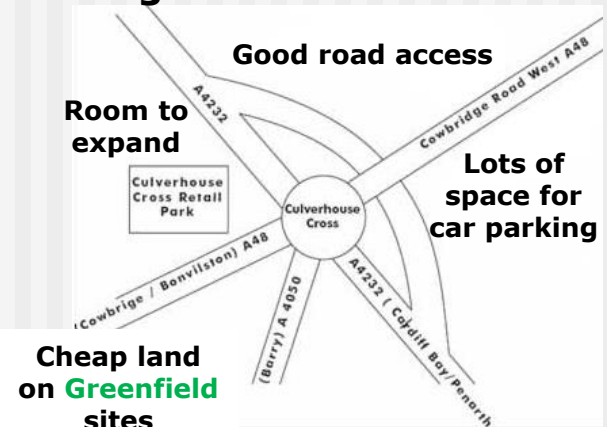 Good road access
A4232
Cowbridge Road West A48
Room to
expand
Lots of
space for
car parking
Culverhouse
Cross Retail
Park
Culverhouse
Cross
(Cowbrige / Bonvilston) A48
(Barry) A 4050
A4232 ( Cardiff Bay/Penarth
Cheap land
on Greenfield
sites